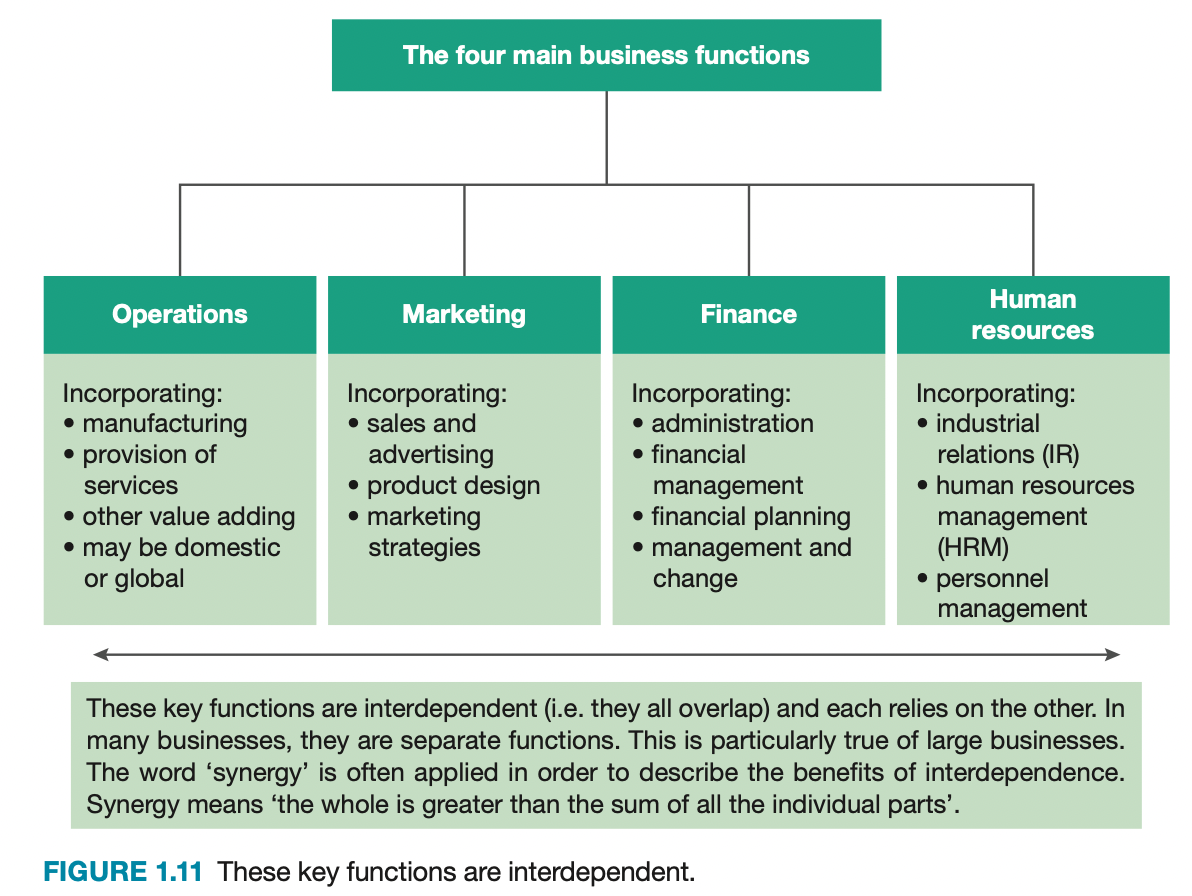 The four main business functions
Operations
Incorporating:
• manufacturing
• provision of
services
• other value adding
• may be domestic
or global
Marketing
Incorporating:
• sales and
advertising
• product design
• marketing
strategies
Finance
Incorporating:
• administration
• financial
management
• financial planning
• management and
change
Human
resources
Incorporating:
• industrial
relations (IR)
• human resources
management
(HRM)
• personnel
management
These key functions are interdependent (i.e. they all overlap) and each relies on the other. In
many businesses, they are separate functions. This is particularly true of large businesses.
The word ‘synergy’ is often applied in order to describe the benefits of interdependence.
Synergy means ‘the whole is greater than the sum of all the individual parts’.
FIGURE 1.11 These key functions are interdependent.